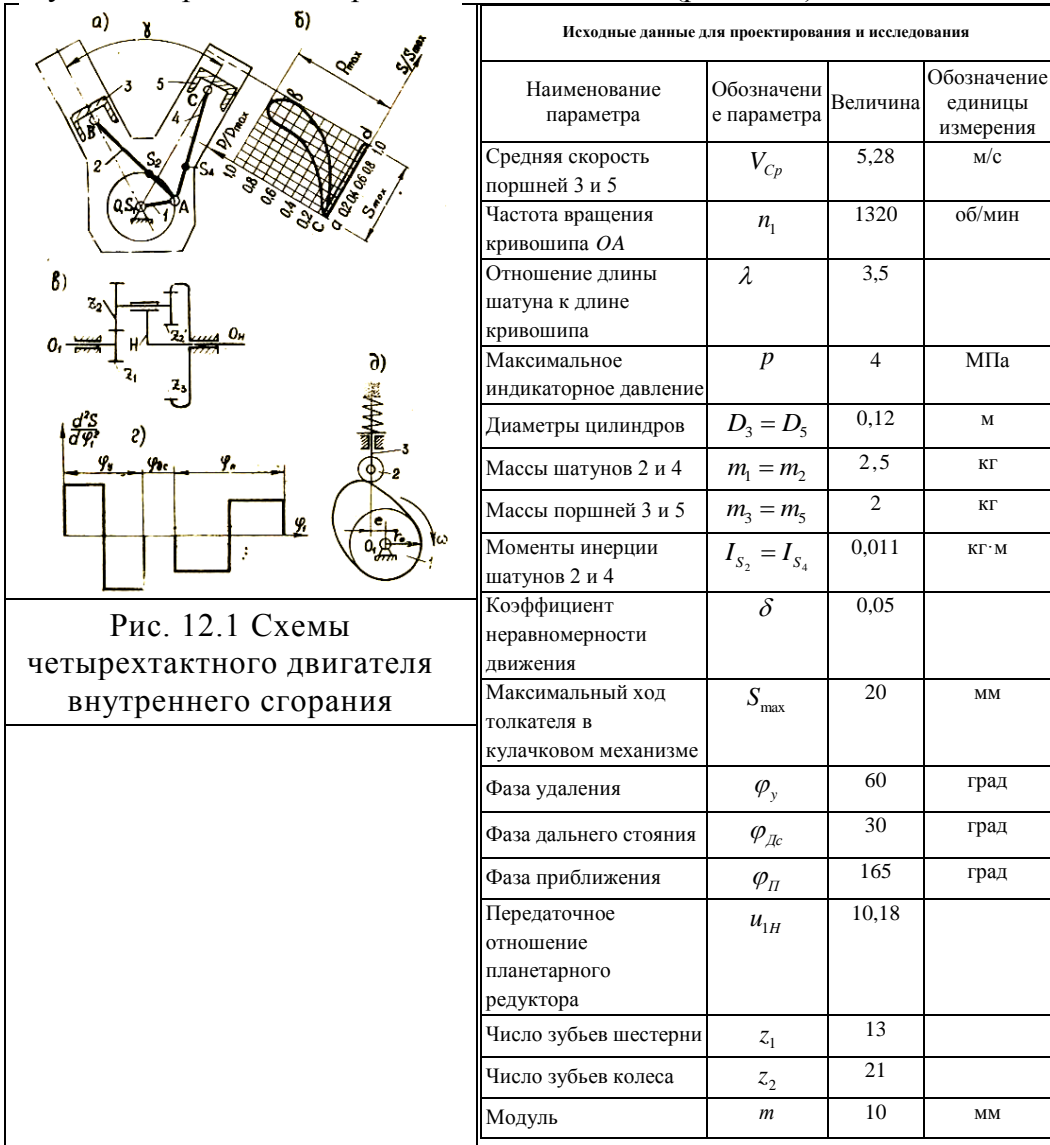 а)
γ
б)
3
5
C
4
B
2
S2
S4
A
1
Pmax
S/Smax
P/Pmax
1,0
0,8
0,6
0,4
0,2
C
a
b
d
0,2 0,4 0,6 0,8 1,0
Smax
в)
z2
z2'
O1
H
OH
z1
z3
г)
d²S
dφ1²
φу
φдс
φп
φ1
д)
3
2
e
r0
O1
ω
1
Рис. 12.1 Схемы
четырехтактного двигателя
внутреннего сгорания
Исходные данные для проектирования и исследования
Наименование
параметра
Обозначени
е параметра
Величина
Обозначение
единицы
измерения
Средняя скорость
поршней 3 и 5
VСр
5,28
м/с
Частота вращения
кривошипа OA
n1
1320
об/мин
Отношение длины
шатуна к длине
кривошипа
λ
3,5
Максимальное
индикаторное давление
p
4
МПа
Диаметры цилиндров
D3 = D5
0,12
м
Массы шатунов 2 и 4
m1 = m2
2,5
кг
Массы поршней 3 и 5
m3 = m5
2
кг
Моменты инерции
шатунов 2 и 4
IS2 = IS4
0,011
кг·м
Коэффициент
неравномерности
движения
δ
0,05
Максимальный ход
толкателя в
кулачковом механизме
Smax
20
мм
Фаза удаления
φу
60
град
Фаза дальнего стояния
φДс
30
град
Фаза приближения
φП
165
град
Передаточное
отношение
планетарного
редуктора
u1H
10,18
Число зубьев шестерни
z1
13
Число зубьев колеса
z2
21
Модуль
m
10
мм